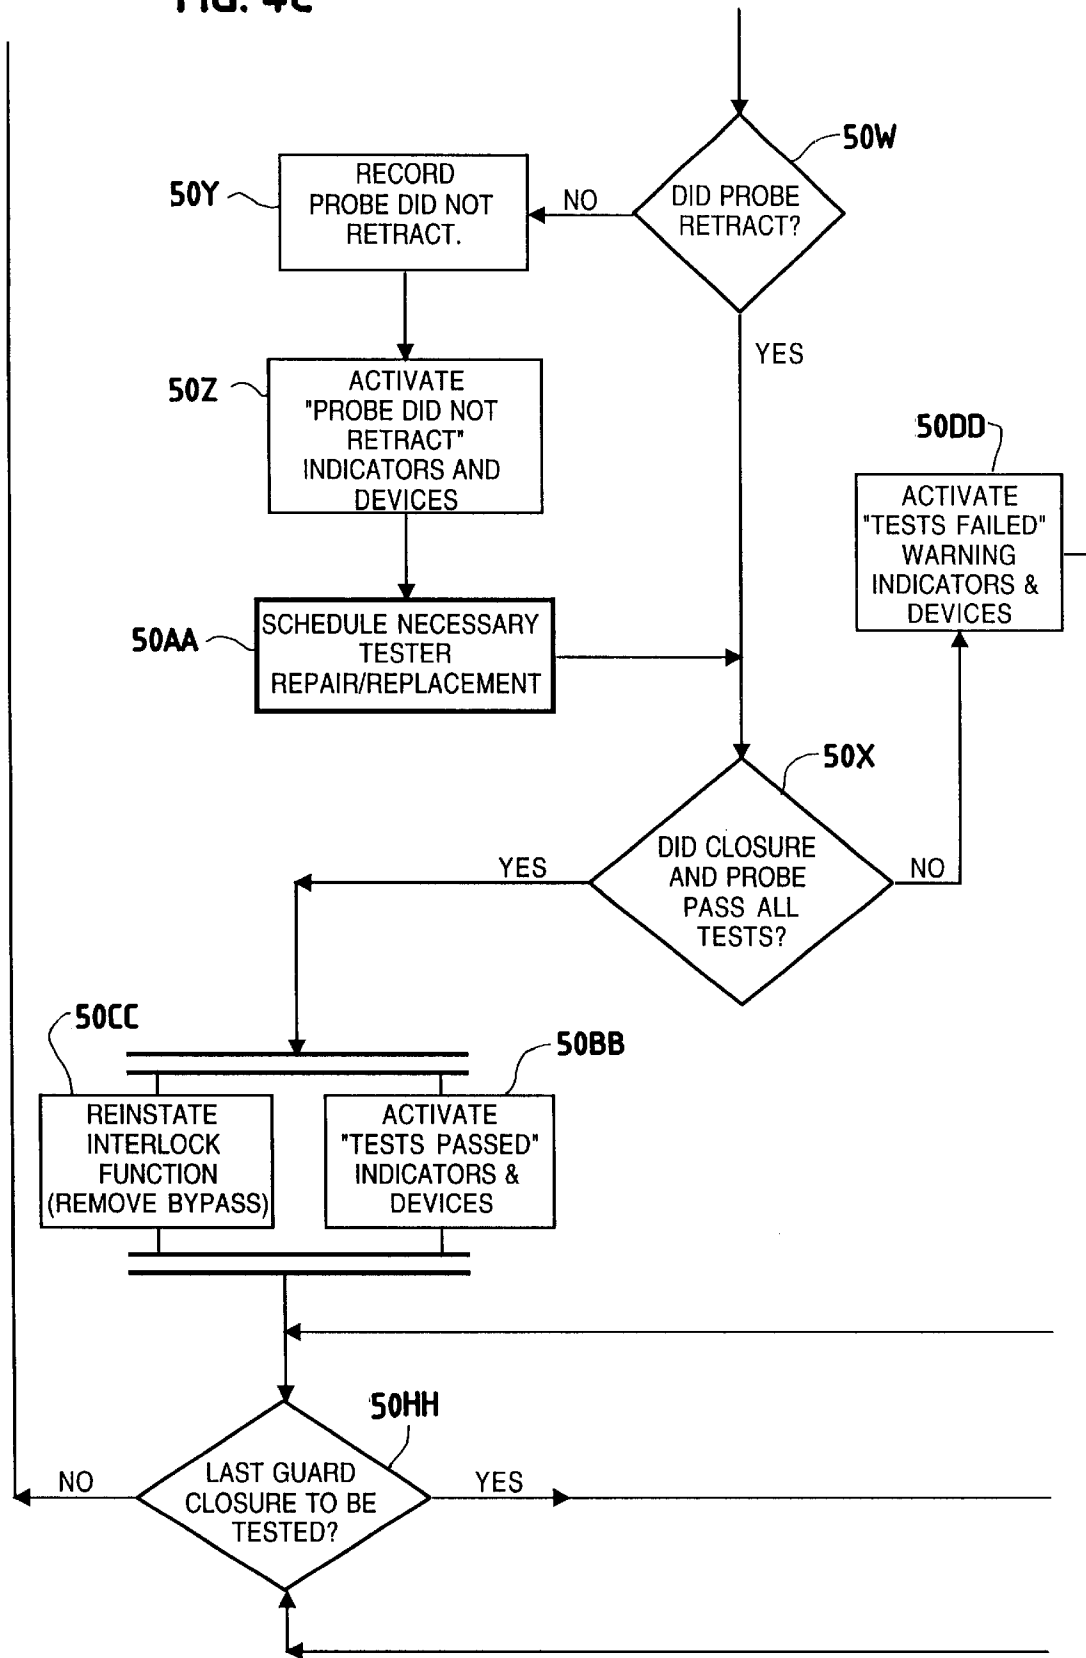 FIG. 4C
50W
DID PROBE
RETRACT?
NO
YES
50Y
RECORD
PROBE DID NOT
RETRACT.
50Z
ACTIVATE
"PROBE DID NOT
RETRACT"
INDICATORS AND
DEVICES
50AA
SCHEDULE NECESSARY
TESTER
REPAIR/REPLACEMENT
50DD
ACTIVATE
"TESTS FAILED"
WARNING
INDICATORS &
DEVICES
50X
DID CLOSURE
AND PROBE
PASS ALL
TESTS?
YES
NO
50CC
REINSTATE
INTERLOCK
FUNCTION
(REMOVE BYPASS)
50BB
ACTIVATE
"TESTS PASSED"
INDICATORS &
DEVICES
50HH
LAST GUARD
CLOSURE TO BE
TESTED?
NO
YES